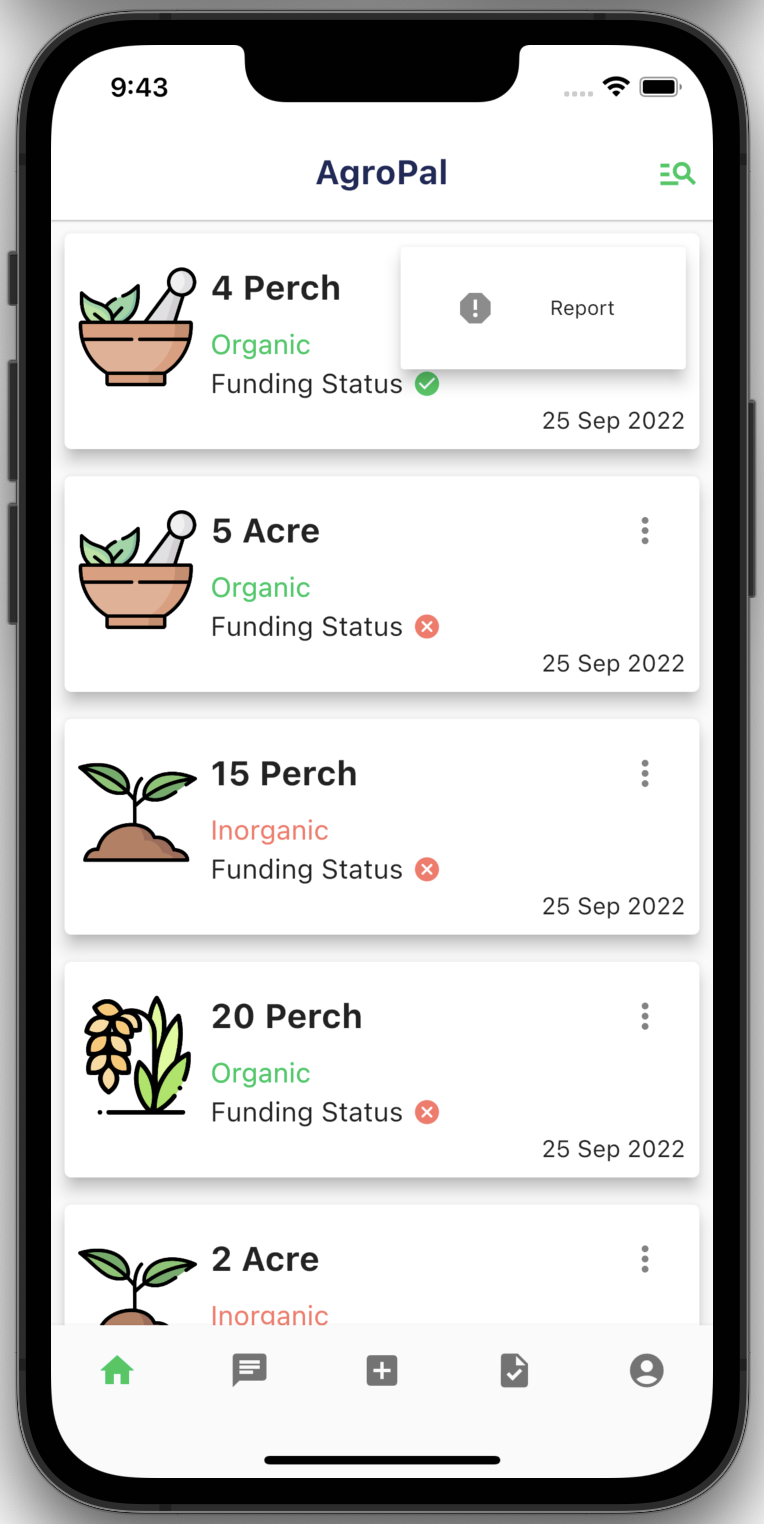 9:43
AgroPal
4 Perch
Report
Organic
Funding Status
25 Sep 2022
5 Acre
Organic
Funding Status
25 Sep 2022
15 Perch
Inorganic
Funding Status
25 Sep 2022
20 Perch
Organic
Funding Status
25 Sep 2022
2 Acre
Inorganic